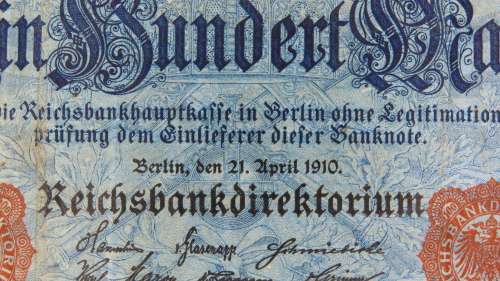 in Hundert Ma
ie Reichsbankhauptkasse in Berlin ohne Legitimation
prüfung dem Einlieferer dieser Banknote.
Berlin, den 21. April 1910.
Reichsbankdirektorium
CHSBANKD